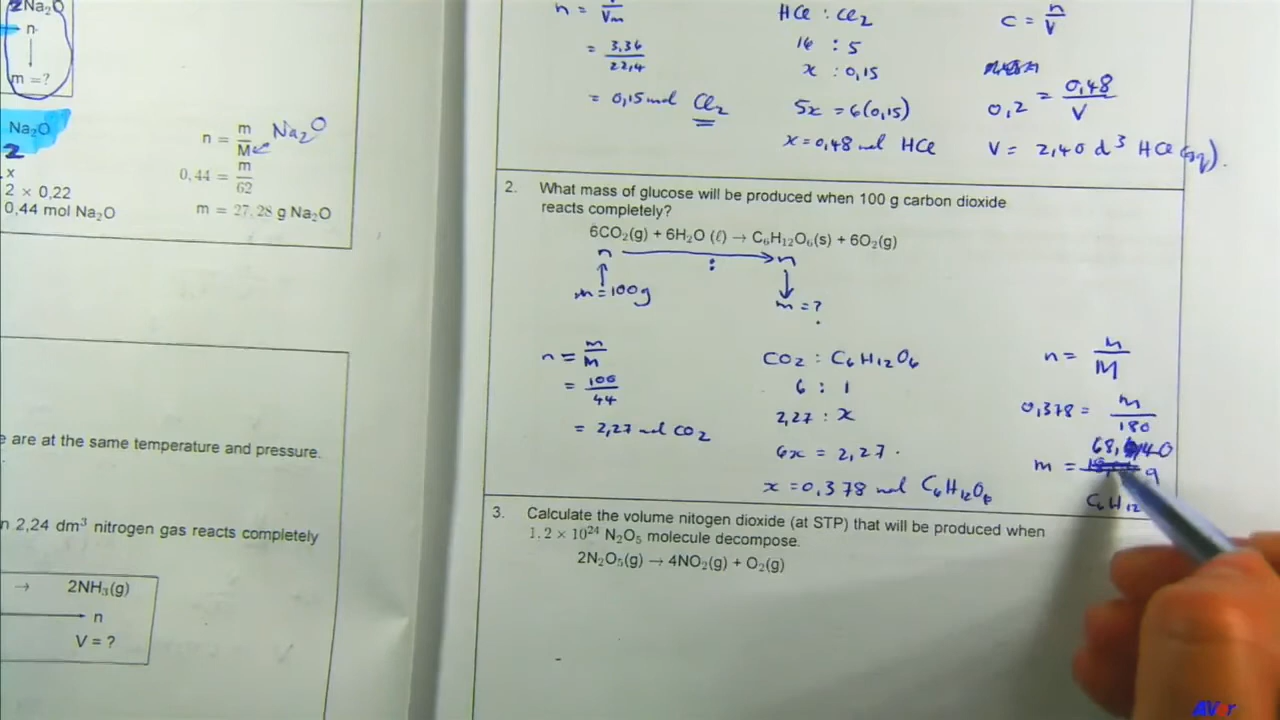 2Na₂O
n
m = ?
Na₂O
2
x
2 × 0,22
0,44 mol Na₂O
n = m/M Na₂O
0,44 = m/62
m = 27,28 g Na₂O
e are at the same temperature and pressure.
n 2,24 dm³ nitrogen gas reacts completely
→ 2NH₃(g)
n
V = ?
n = V/Vm
= 3,36/22,4
= 0,15 mol Cl₂
HCl : Cl₂
16 : 5
x : 0,15
5x = 6(0,15)
x = 0,48 mol HCl
c = n/V
0,2 = 0,48/V
V = 2,40 d³ HCl (aq).
2. What mass of glucose will be produced when 100 g carbon dioxide
reacts completely?
6CO₂(g) + 6H₂O (ℓ) → C₆H₁₂O₆(s) + 6O₂(g)
n : n
m = 100g
m = ?
n = m/M
= 100/44
= 2,27 mol CO₂
CO₂ : C₆H₁₂O₆
6 : 1
2,27 : x
6x = 2,27
x = 0,378 mol C₆H₁₂O₆
n = m/M
0,378 = m/180
m = 68,40 g
C₆H₁₂
3. Calculate the volume nitogen dioxide (at STP) that will be produced when
1.2 × 10²⁴ N₂O₅ molecule decompose.
2N₂O₅(g) → 4NO₂(g) + O₂(g)
AVer